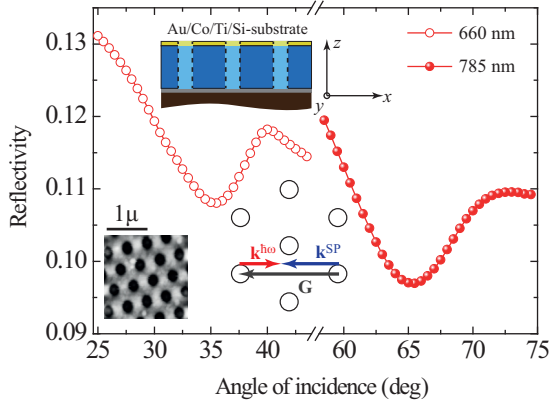 Au/Co/Ti/Si-substrate
z
y
x
660 nm
785 nm
0.13
0.12
0.11
0.10
0.09
Reflectivity
1μ
k^ħω
k^SP
G
25 30 35 40 60 65 70 75
Angle of incidence (deg)